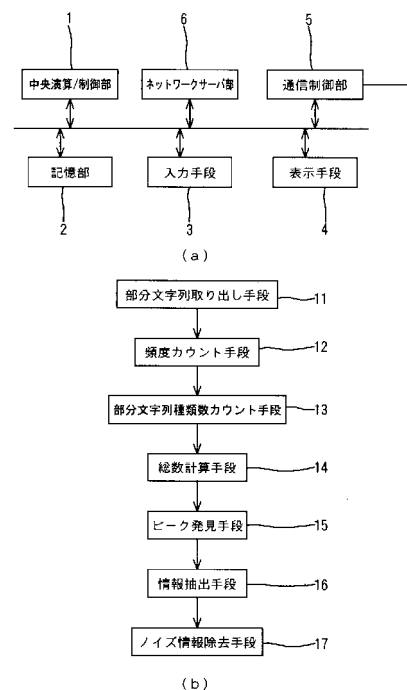 1 6 5
中央演算/制御部 ネットワークサーバ部 通信制御部
記憶部 入力手段 表示手段
2 3 4
(a)
部分文字列取り出し手段 11
頻度カウント手段 12
部分文字列種類数カウント手段 13
総数計算手段 14
ピーク発見手段 15
情報抽出手段 16
ノイズ情報除去手段 17
(b)